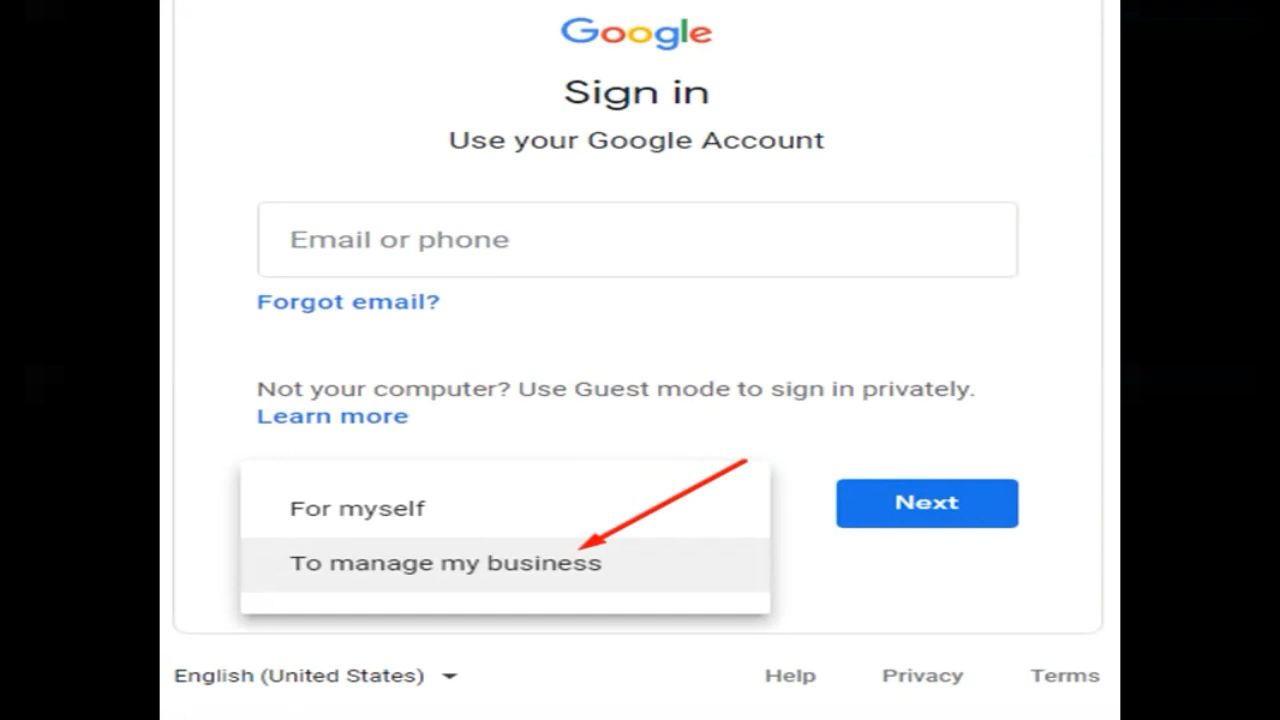 Google
Sign in
Use your Google Account
Email or phone
Forgot email?
Not your computer? Use Guest mode to sign in privately.
Learn more
For myself
To manage my business
Next
English (United States)
Help Privacy Terms